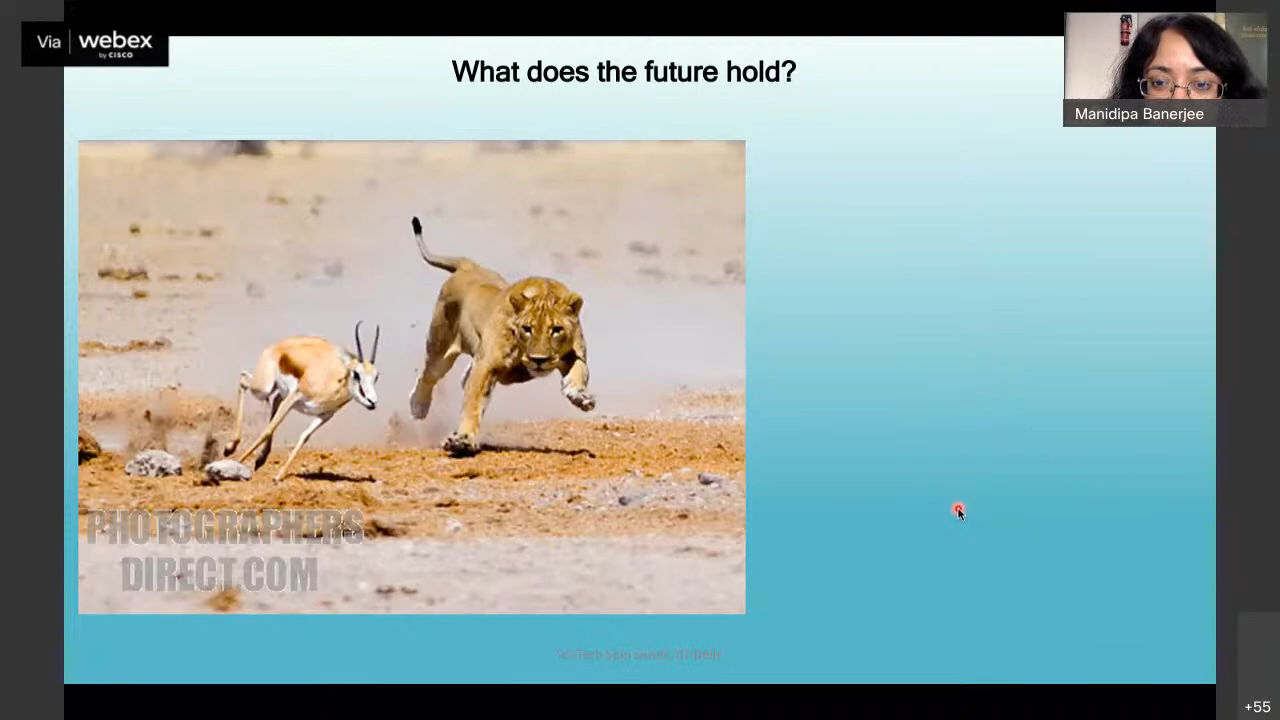 Via webex
by CISCO
What does the future hold?
Manidipa Banerjee
PHOTOGRAPHERS
DIRECT.COM
+55